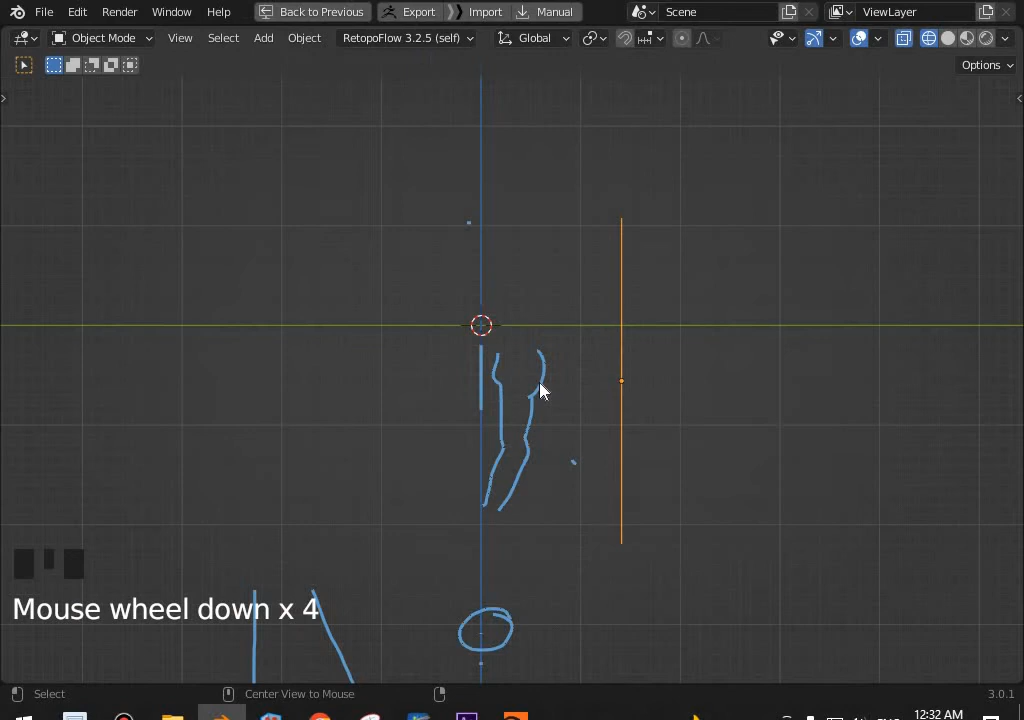 File Edit Render Window Help Back to Previous Export Import Manual Scene ViewLayer
Object Mode View Select Add Object RetopoFlow 3.2.5 (self) Global
Options
Mouse wheel down x 4
Select Center View to Mouse 3.0.1
12:32 AM